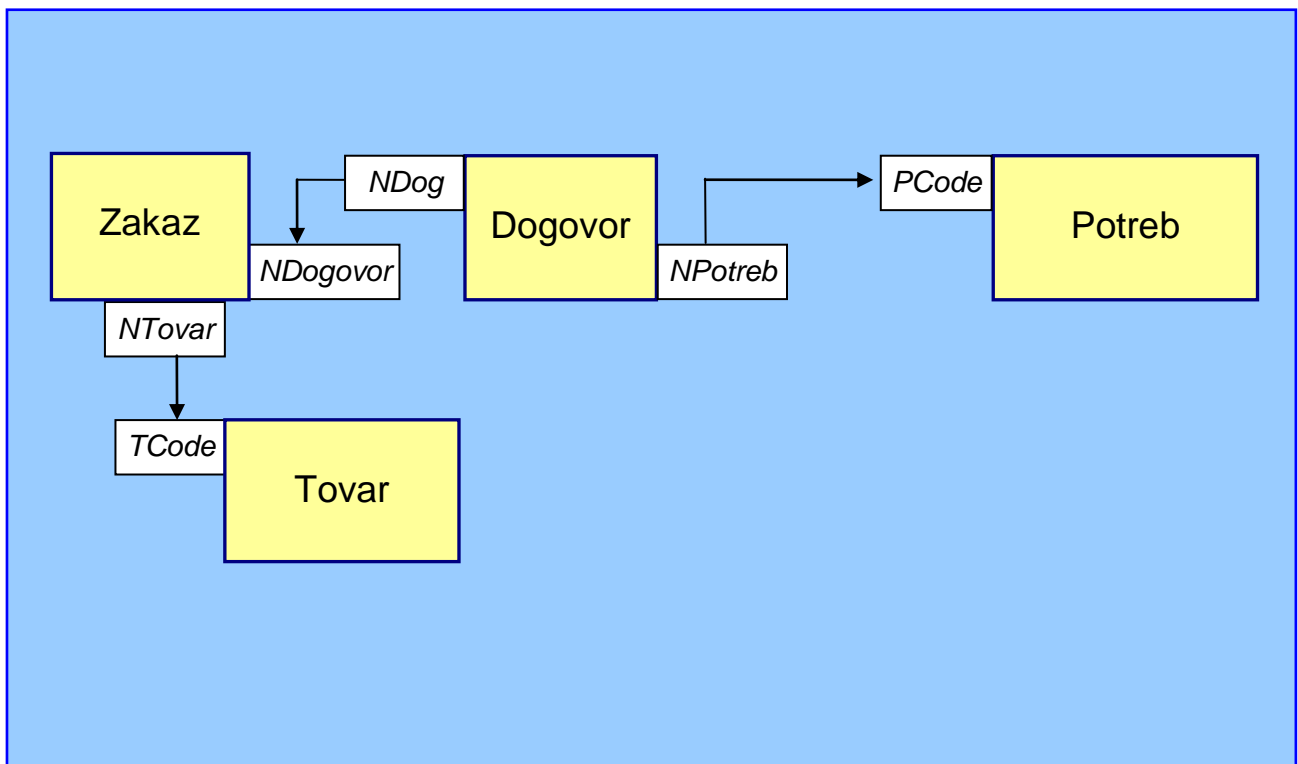 Zakaz
NDog
Dogovor
PCode
Potreb
NDogovor
NPotreb
NTovar
TCode
Tovar